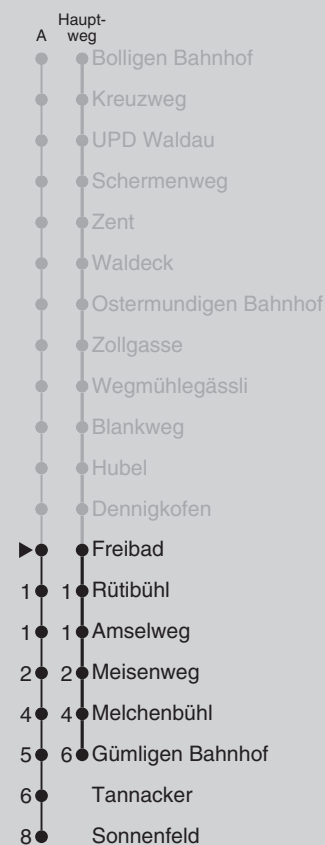 A Haupt-
weg
Bolligen Bahnhof
Kreuzweg
UPD Waldau
Schermenweg
Zent
Waldeck
Ostermundigen Bahnhof
Zollgasse
Wegmühlegässli
Blankweg
Hubel
Dennigkofen
Freibad
1 1 Rütibühl
1 1 Amselweg
2 2 Meisenweg
4 4 Melchenbühl
5 6 Gümligen Bahnhof
6 Tannacker
8 Sonnenfeld